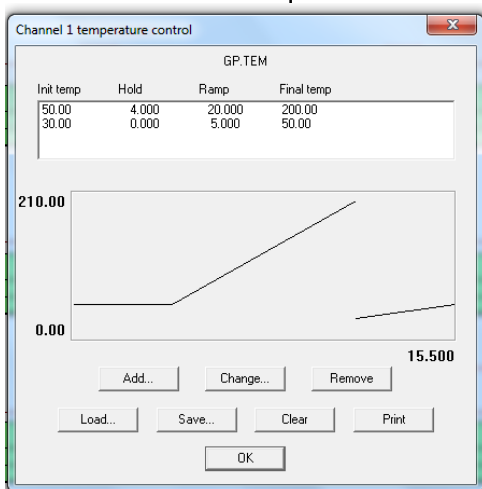 Channel 1 temperature control
GP.TEM
Init temp Hold Ramp Final temp
50.00 4.000 20.000 200.00
30.00 0.000 5.000 50.00
210.00
0.00
15.500
Add... Change... Remove
Load... Save... Clear Print
OK